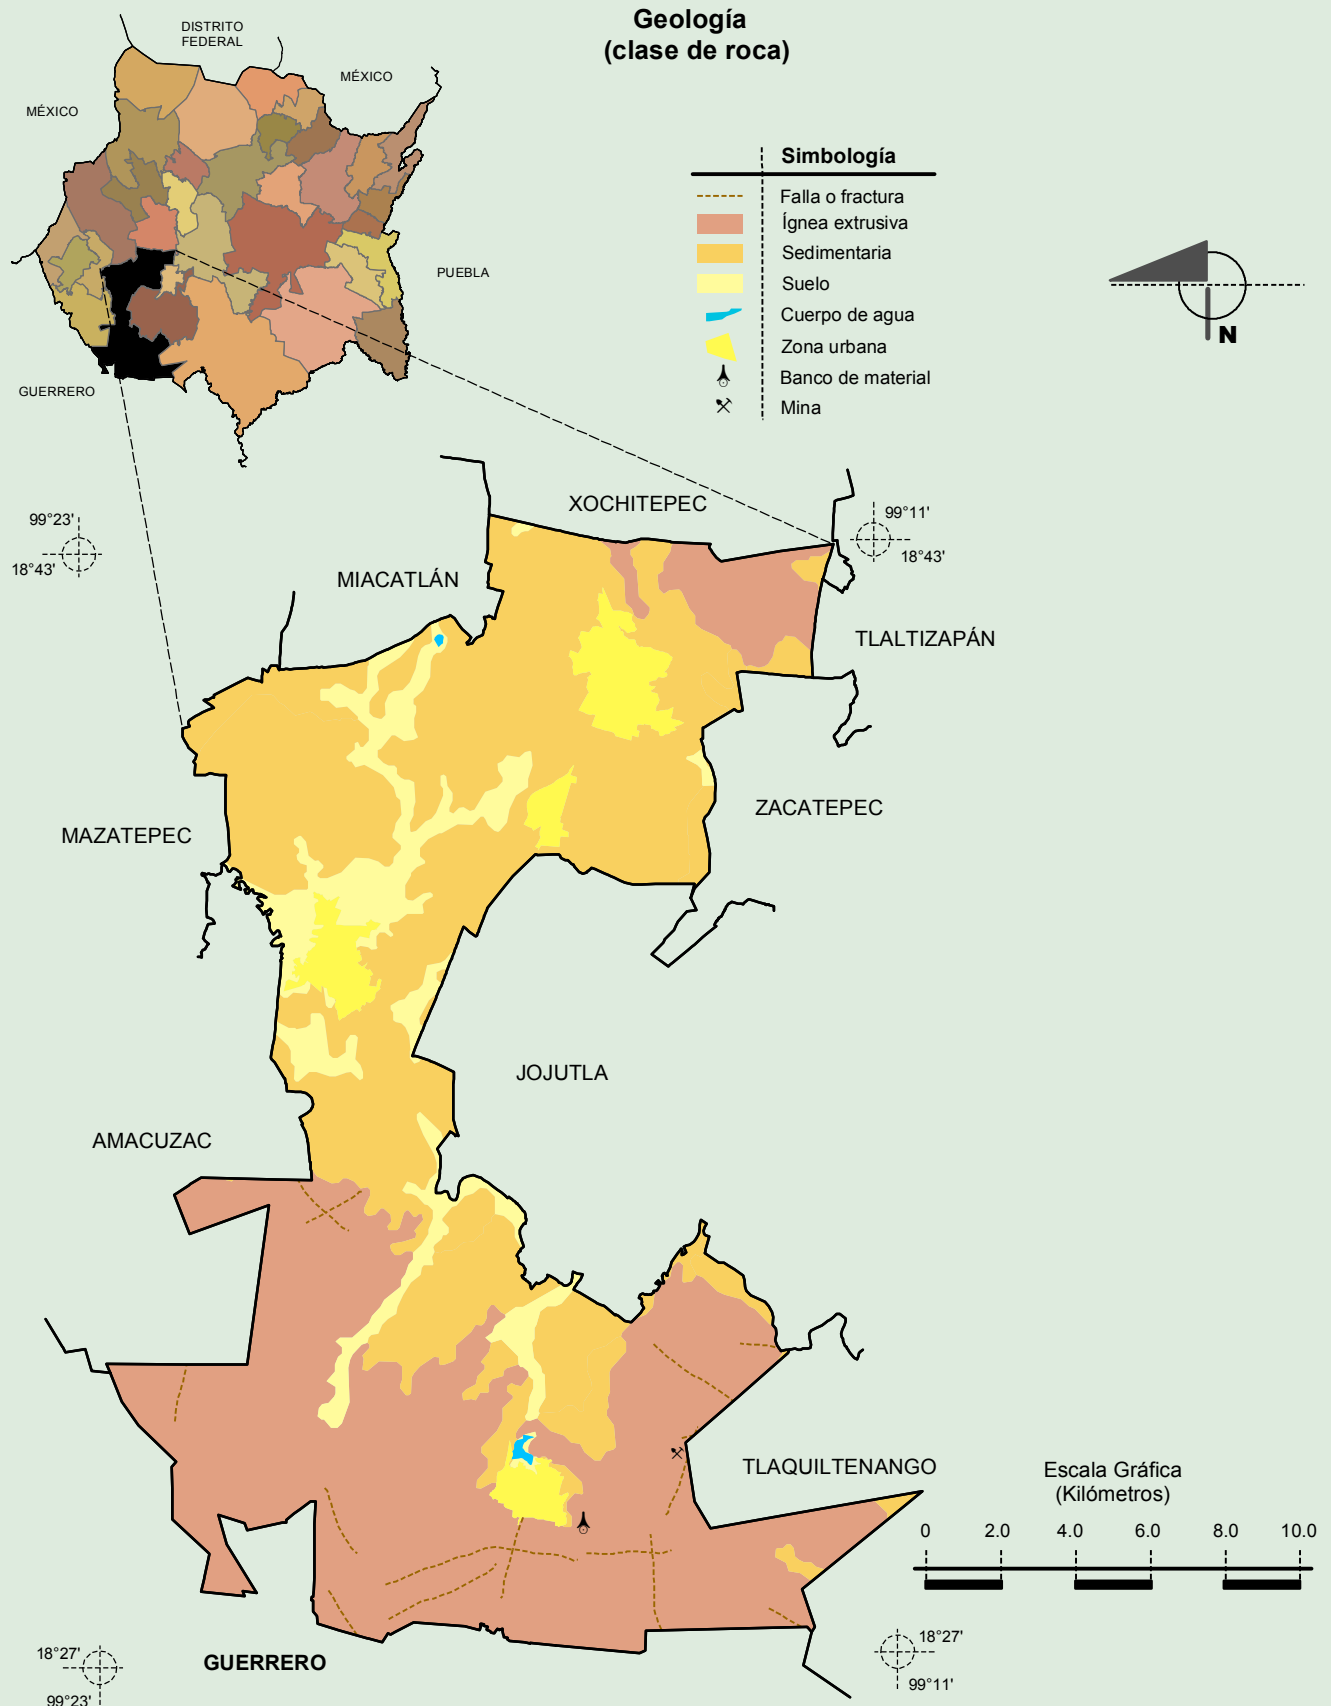 Geología
(clase de roca)
DISTRITO
FEDERAL
MÉXICO
MÉXICO
PUEBLA
GUERRERO
Simbología
Falla o fractura
Ígnea extrusiva
Sedimentaria
Suelo
Cuerpo de agua
Zona urbana
Banco de material
Mina
N
99°23'
18°43'
99°11'
18°43'
XOCHITEPEC
MIACATLÁN
TLALTIZAPÁN
ZACATEPEC
MAZATEPEC
JOJUTLA
AMACUZAC
TLAQUILTENANGO
Escala Gráfica
(Kilómetros)
0 2.0 4.0 6.0 8.0 10.0
18°27'
99°23'
GUERRERO
18°27'
99°11'